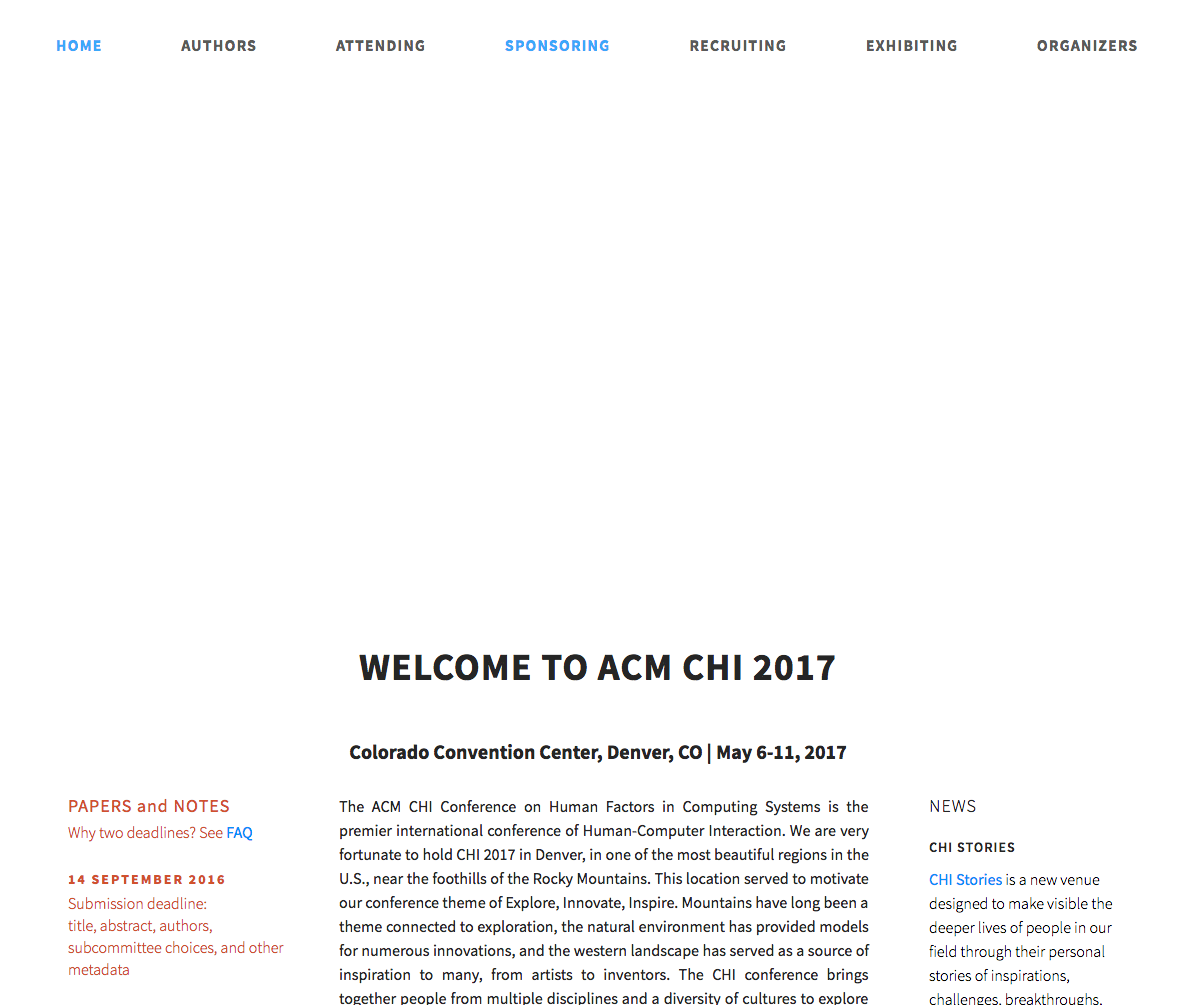 HOME AUTHORS ATTENDING SPONSORING RECRUITING EXHIBITING ORGANIZERS
WELCOME TO ACM CHI 2017
Colorado Convention Center, Denver, CO | May 6-11, 2017
PAPERS and NOTES
Why two deadlines? See FAQ
14 SEPTEMBER 2016
Submission deadline:
title, abstract, authors,
subcommittee choices, and other
metadata
The ACM CHI Conference on Human Factors in Computing Systems is the
premier international conference of Human-Computer Interaction. We are very
fortunate to hold CHI 2017 in Denver, in one of the most beautiful regions in the
U.S., near the foothills of the Rocky Mountains. This location served to motivate
our conference theme of Explore, Innovate, Inspire. Mountains have long been a
theme connected to exploration, the natural environment has provided models
for numerous innovations, and the western landscape has served as a source of
inspiration to many, from artists to inventors. The CHI conference brings
together people from multiple disciplines and a diversity of cultures to explore
NEWS
CHI STORIES
CHI Stories is a new venue
designed to make visible the
deeper lives of people in our
field through their personal
stories of inspirations,
challenges, breakthroughs,